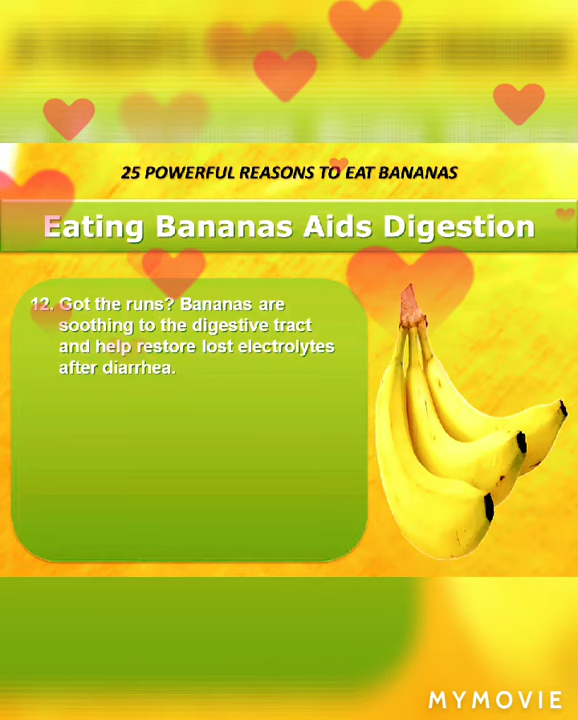 25 POWERFUL REASONS TO EAT BANANAS
Eating Bananas Aids Digestion
12. Got the runs? Bananas are
soothing to the digestive tract
and help restore lost electrolytes
after diarrhea.
MYMOVIE